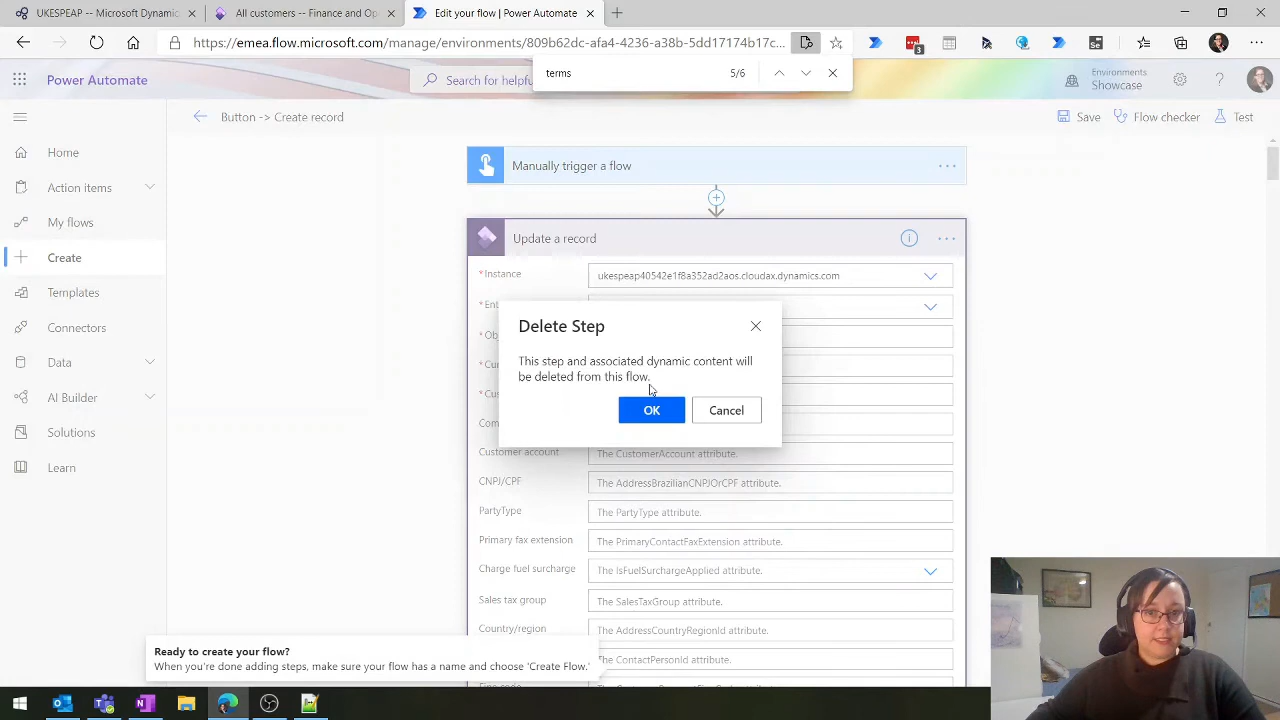 UKESPEAP -- Microsoft Dynamics
All customers -- Finance and Op
Edit your flow | Power Automate
https://emea.flow.microsoft.com/manage/environments/809b62dc-afa4-4236-a38b-5dd17174b17c...
3
terms 5/6
Power Automate
Search for helpfu
Environments
Showcase
Button -> Create record
Save
Flow checker
Test
Home
Action items
My flows
Create
Templates
Connectors
Data
AI Builder
Solutions
Learn
Manually trigger a flow
Update a record
* Instance
ukespeap40542e1f8a352ad2aos.cloudax.dynamics.com
* Ent
* Obj
* Cu
* Cus
Com
Delete Step
This step and associated dynamic content will
be deleted from this flow.
OK
Cancel
Customer account
The CustomerAccount attribute.
CNPJ/CPF
The AddressBrazilianCNPJOrCPF attribute.
PartyType
The PartyType attribute.
Primary fax extension
The PrimaryContactFaxExtension attribute.
Charge fuel surcharge
The IsFuelSurchargeApplied attribute.
Sales tax group
The SalesTaxGroup attribute.
Country/region
The AddressCountryRegionId attribute.
The ContactPersonId attribute.
Ready to create your flow?
When you're done adding steps, make sure your flow has a name and choose 'Create Flow.'